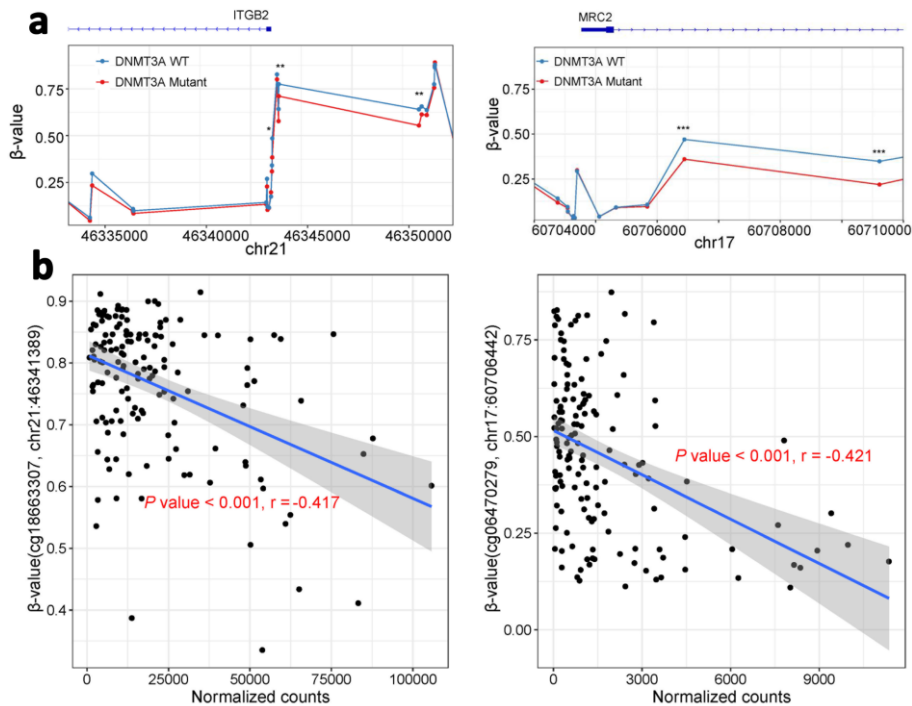 a
ITGB2
MRC2
DNMT3A WT
DNMT3A Mutant
β-value
0.75
0.50
0.25
*
**
**
46335000 46340000 46345000 46350000
chr21
DNMT3A WT
DNMT3A Mutant
β-value
0.75
0.50
0.25
***
***
60704000 60706000 60708000 60710000
chr17
b
β-value(cg18663307, chr21:46341389)
0.9
0.8
0.7
0.6
0.5
0.4
P value < 0.001, r = -0.417
0 25000 50000 75000 100000
Normalized counts
β-value(cg06470279, chr17:60706442)
0.75
0.50
0.25
0.00
P value < 0.001, r = -0.421
0 3000 6000 9000
Normalized counts